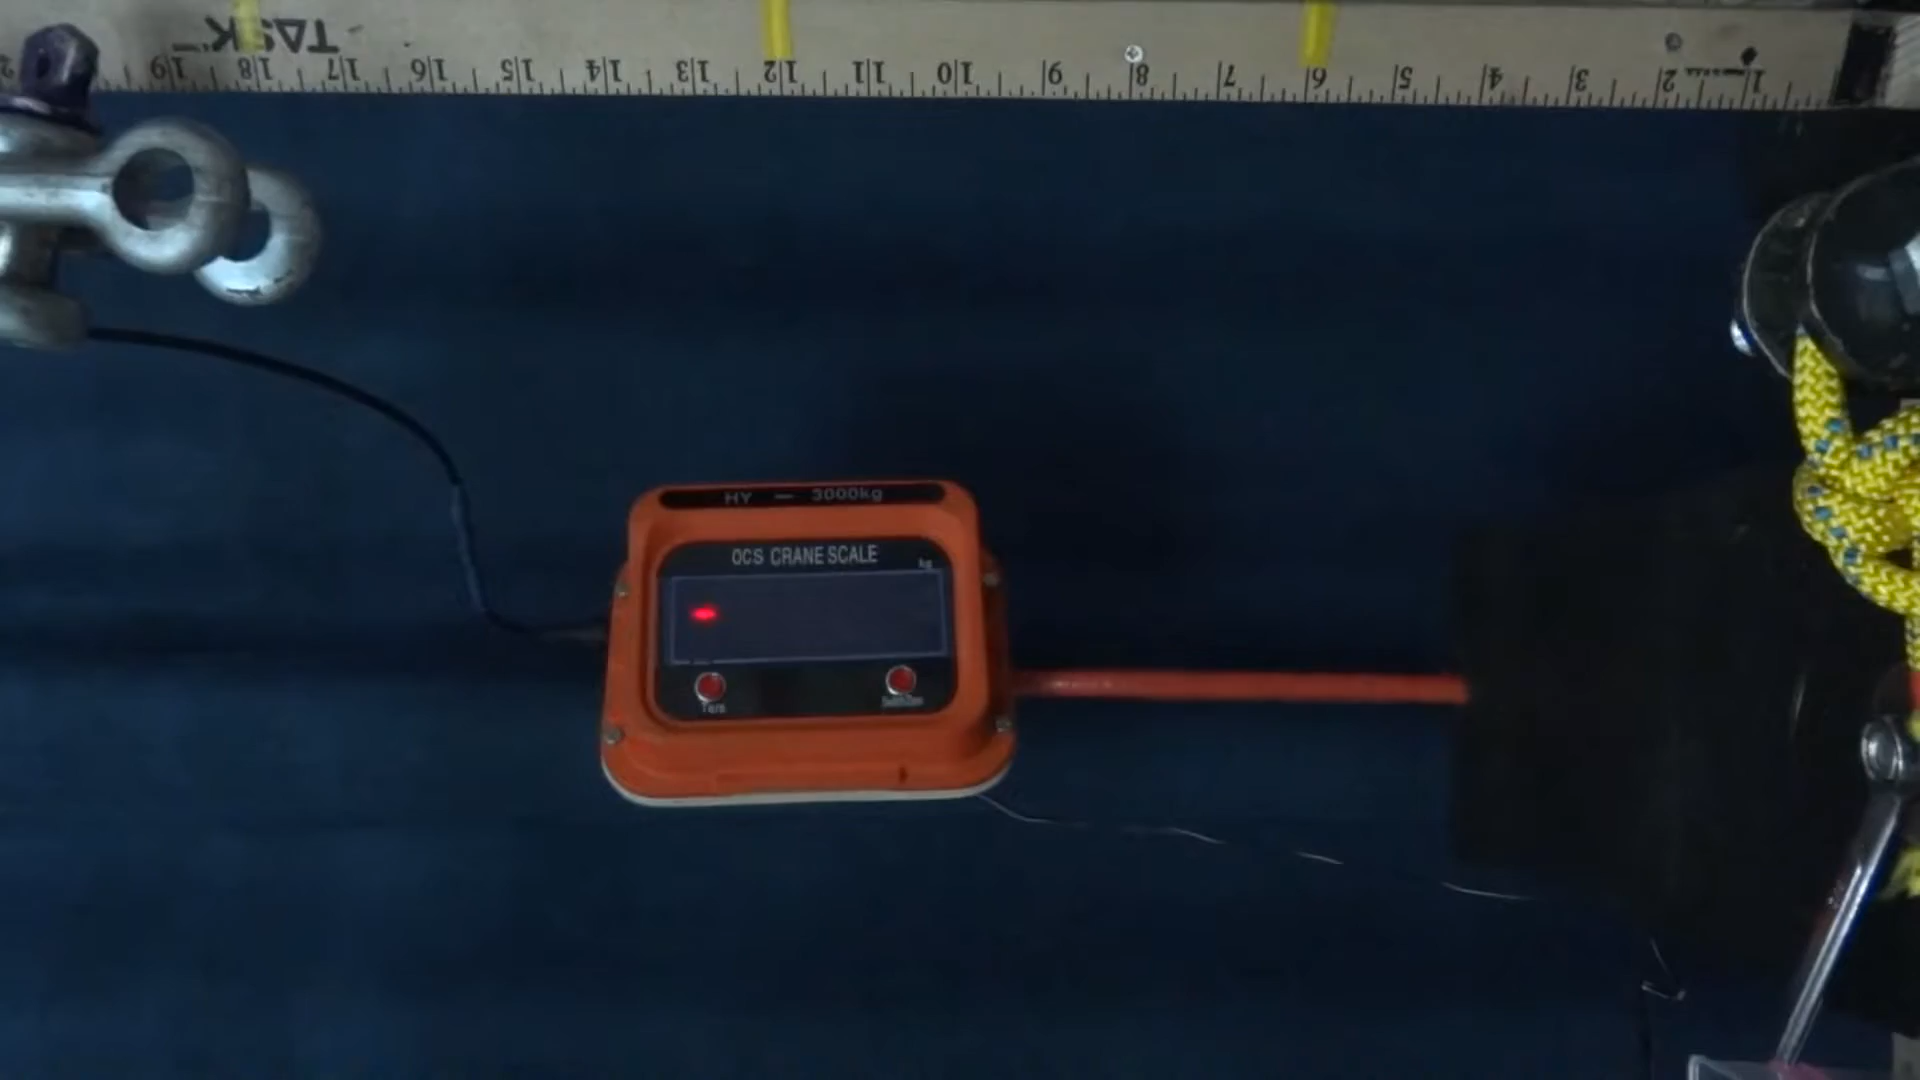 TASK
19 18 17 16 15 14 13 12 11 10 9 8 7 6 5 4 3 2 1
HY - 3000kg
OCS CRANE SCALE
kg
-
Tare